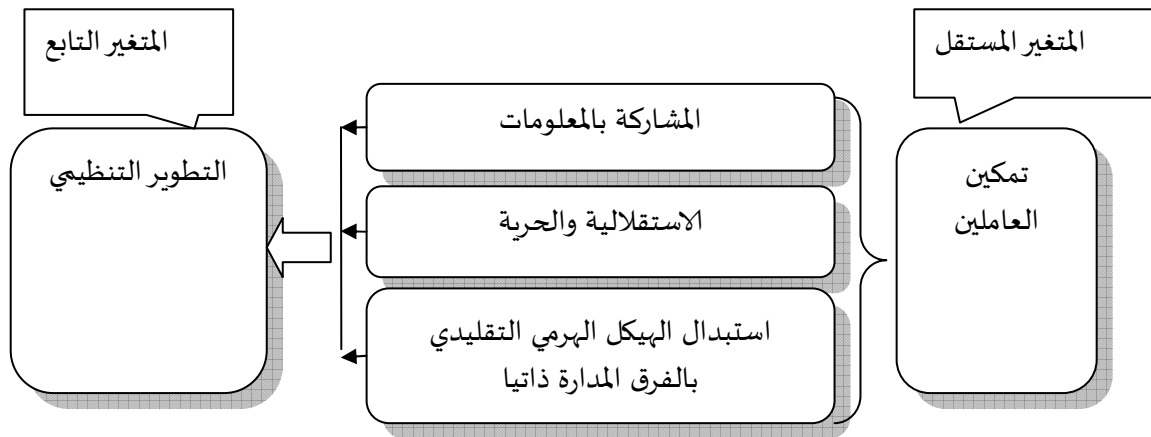 المتغير المستقل
المتغير التابع
تمكين
العاملين
المشاركة بالمعلومات
الاستقلالية والحرية
استبدال الهيكل الهرمي التقليدي
بالفرق المدارة ذاتيا
التطوير التنظيمي